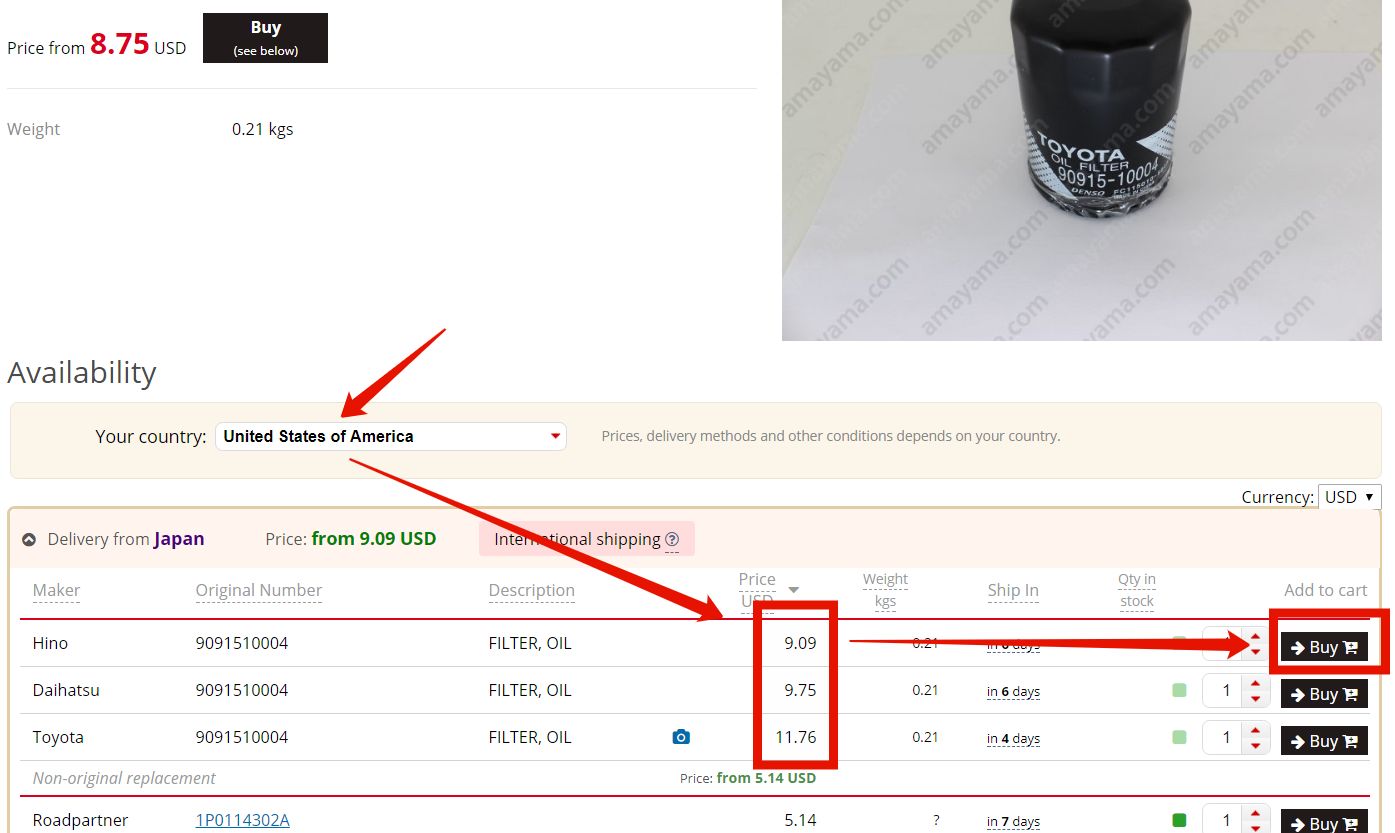 Price from 8.75 USD
Buy
(see below)
Weight 0.21 kgs
amayama.com
TOYOTA
OIL FILTER
90915-10004
DENSO
Availability
Your country: United States of America
Prices, delivery methods and other conditions depends on your country.
Currency: USD
Delivery from Japan Price: from 9.09 USD International shipping ?
Maker Original Number Description Price USD Weight kgs Ship In Qty in stock Add to cart
Hino 9091510004 FILTER, OIL 9.09 0.21 in 6 days 1 Buy
Daihatsu 9091510004 FILTER, OIL 9.75 0.21 in 6 days 1 Buy
Toyota 9091510004 FILTER, OIL 11.76 0.21 in 4 days 1 Buy
Non-original replacement Price: from 5.14 USD
Roadpartner 1P0114302A 5.14 ? in 7 days 1 Buy